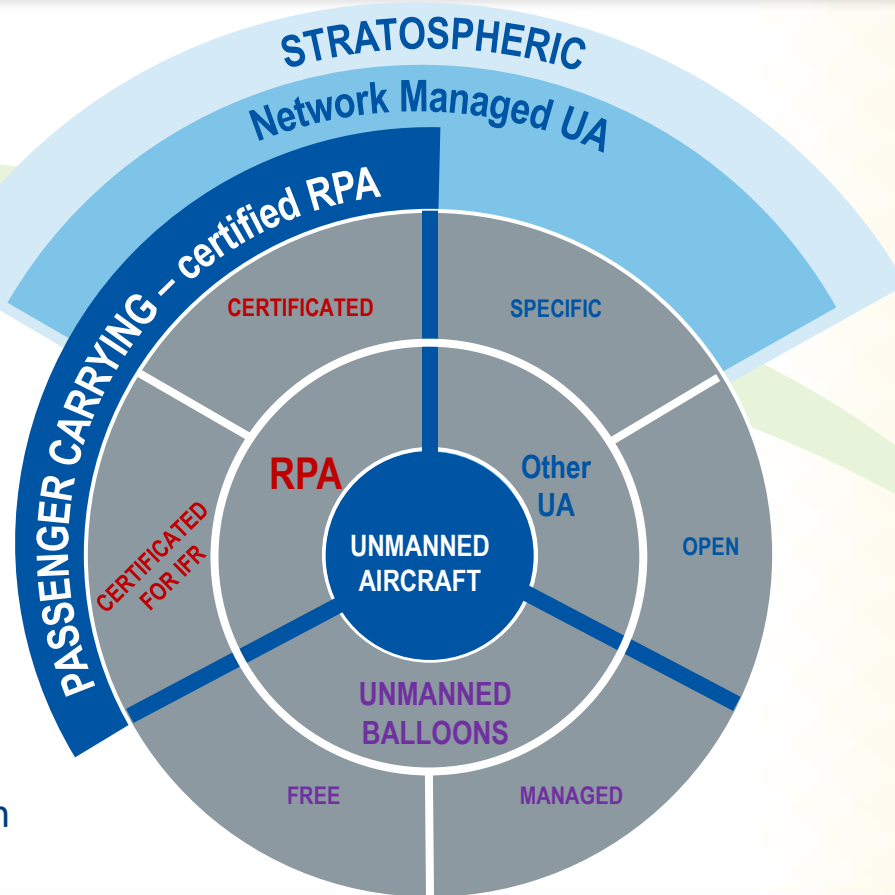 STRATOSPHERIC
Network Managed UA
PASSENGER CARRYING – certified RPA
CERTIFICATED
SPECIFIC
RPA
Other
UA
CERTIFICATED
FOR IFR
UNMANNED
AIRCRAFT
OPEN
UNMANNED
BALLOONS
FREE
MANAGED
n